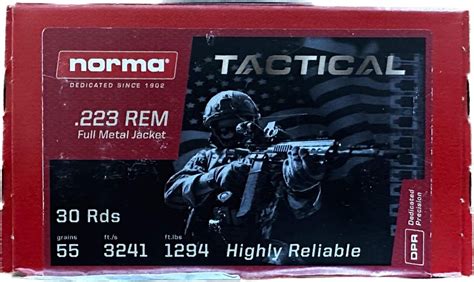 norma®
DEDICATED SINCE 1902
TACTICAL
.223 REM
Full Metal Jacket
30 Rds
grains ft./s ft.lbs
55 3241 1294 Highly Reliable
DPR Dedicated
Precision